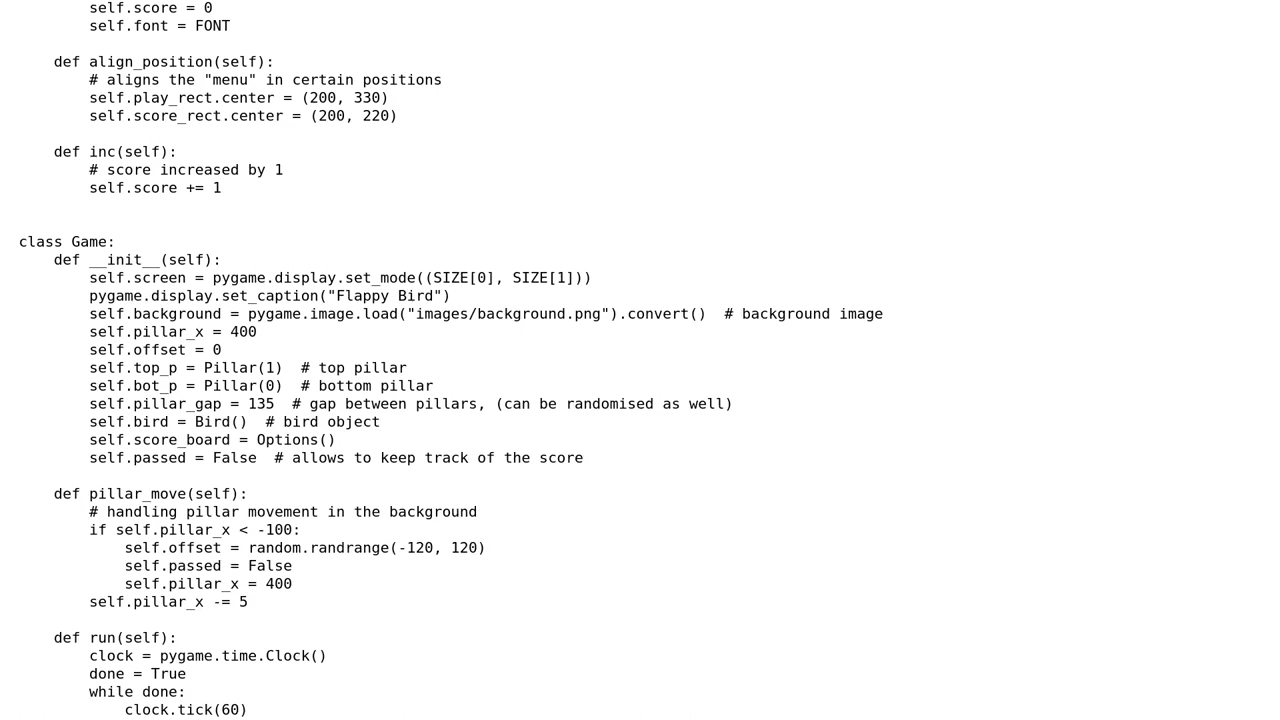 self.score = 0
        self.font = FONT

    def align_position(self):
        # aligns the "menu" in certain positions
        self.play_rect.center = (200, 330)
        self.score_rect.center = (200, 220)

    def inc(self):
        # score increased by 1
        self.score += 1


class Game:
    def __init__(self):
        self.screen = pygame.display.set_mode((SIZE[0], SIZE[1]))
        pygame.display.set_caption("Flappy Bird")
        self.background = pygame.image.load("images/background.png").convert()  # background image
        self.pillar_x = 400
        self.offset = 0
        self.top_p = Pillar(1)  # top pillar
        self.bot_p = Pillar(0)  # bottom pillar
        self.pillar_gap = 135  # gap between pillars, (can be randomised as well)
        self.bird = Bird()  # bird object
        self.score_board = Options()
        self.passed = False  # allows to keep track of the score

    def pillar_move(self):
        # handling pillar movement in the background
        if self.pillar_x < -100:
            self.offset = random.randrange(-120, 120)
            self.passed = False
            self.pillar_x = 400
        self.pillar_x -= 5

    def run(self):
        clock = pygame.time.Clock()
        done = True
        while done:
            clock.tick(60)